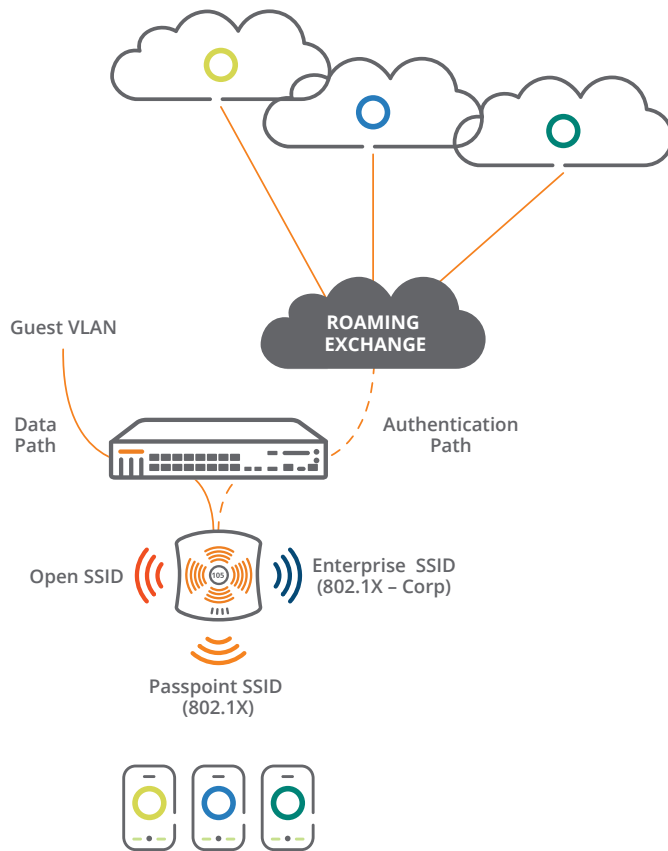 ROAMING
EXCHANGE
Guest VLAN
Data
Path
Authentication
Path
Open SSID
105
Enterprise SSID
(802.1X – Corp)
Passpoint SSID
(802.1X)